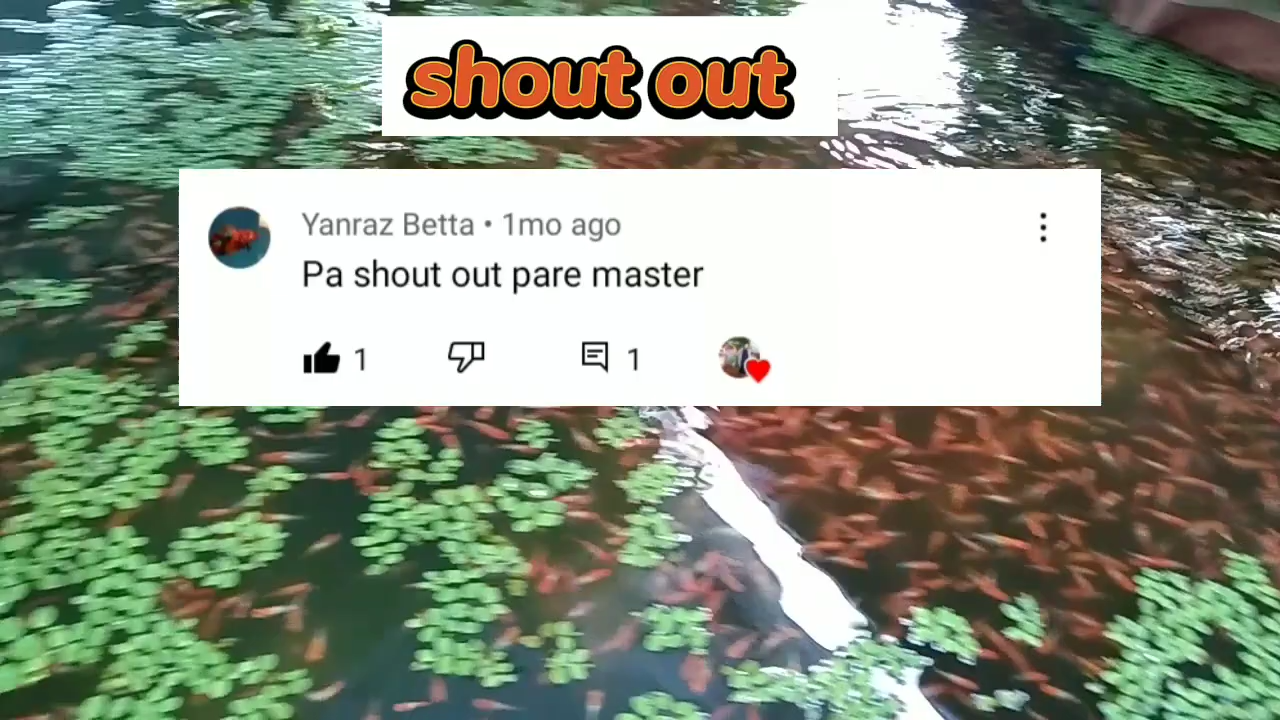 shout out
Yanraz Betta • 1mo ago
Pa shout out pare master
1
1